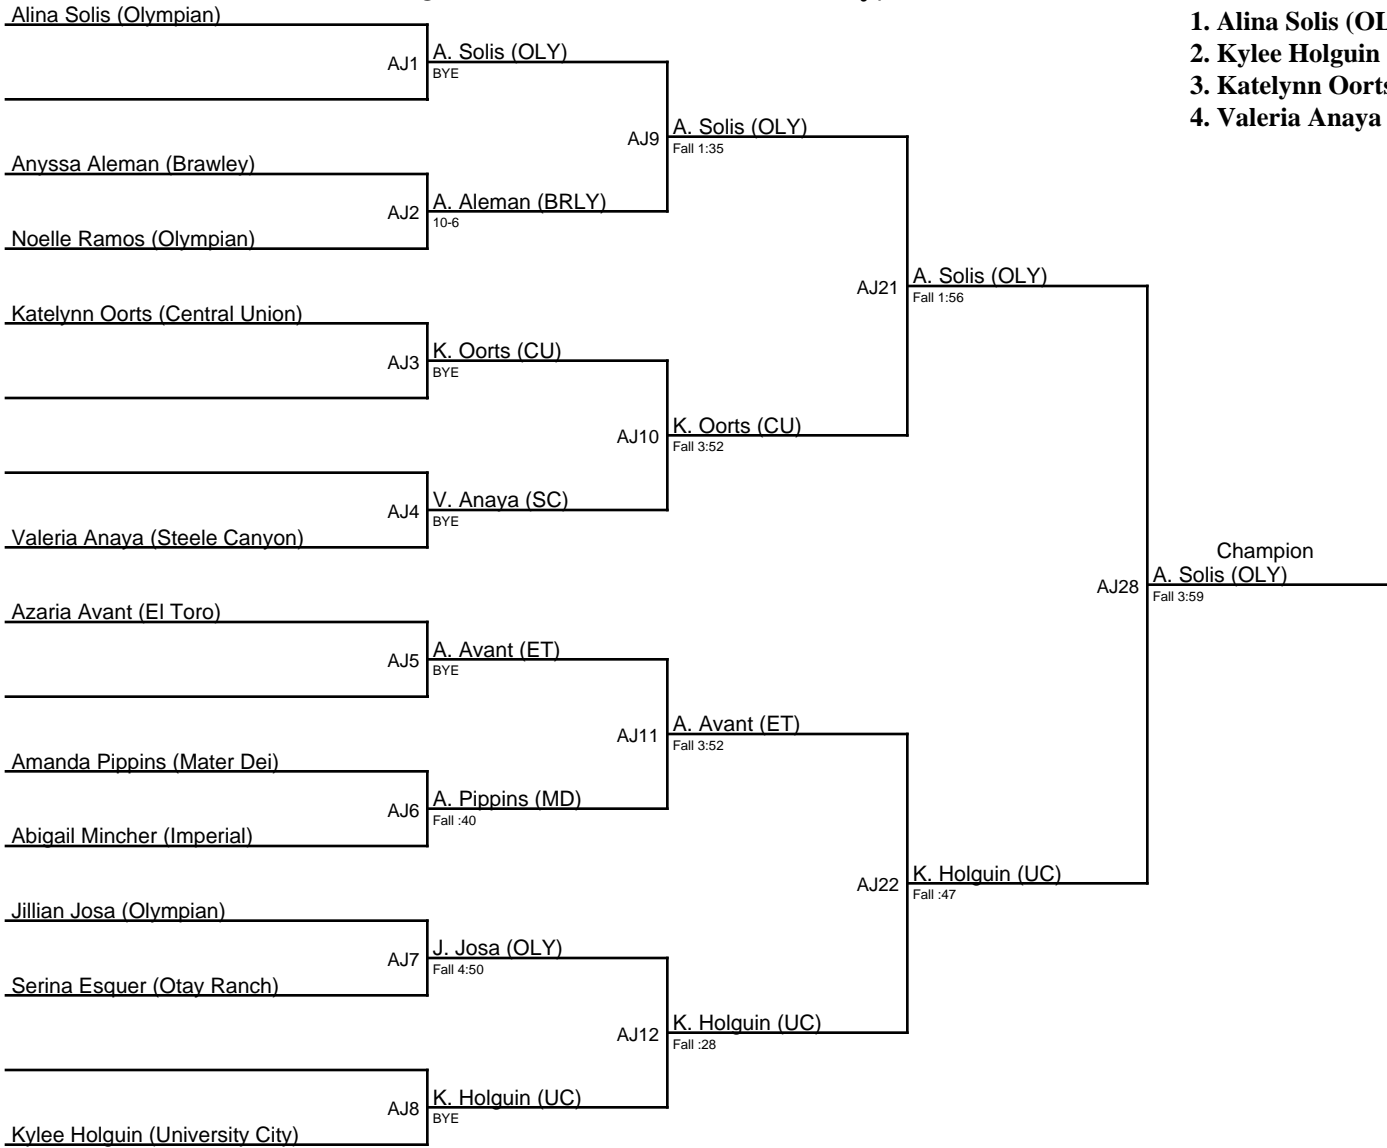 Alina Solis (Olympian)
AJ1
A. Solis (OLY)
BYE
AJ9
A. Solis (OLY)
Fall 1:35
Anyssa Aleman (Brawley)
AJ2
A. Aleman (BRLY)
10-6
Noelle Ramos (Olympian)
AJ21
A. Solis (OLY)
Fall 1:56
Katelynn Oorts (Central Union)
AJ3
K. Oorts (CU)
BYE
AJ10
K. Oorts (CU)
Fall 3:52
AJ4
V. Anaya (SC)
BYE
Valeria Anaya (Steele Canyon)
Champion
AJ28
A. Solis (OLY)
Fall 3:59
Azaria Avant (El Toro)
AJ5
A. Avant (ET)
BYE
AJ11
A. Avant (ET)
Fall 3:52
Amanda Pippins (Mater Dei)
AJ6
A. Pippins (MD)
Fall :40
Abigail Mincher (Imperial)
AJ22
K. Holguin (UC)
Fall :47
Jillian Josa (Olympian)
AJ7
J. Josa (OLY)
Fall 4:50
Serina Esquer (Otay Ranch)
AJ12
K. Holguin (UC)
Fall :28
AJ8
K. Holguin (UC)
BYE
Kylee Holguin (University City)
1. Alina Solis (OL
2. Kylee Holguin
3. Katelynn Oorts
4. Valeria Anaya